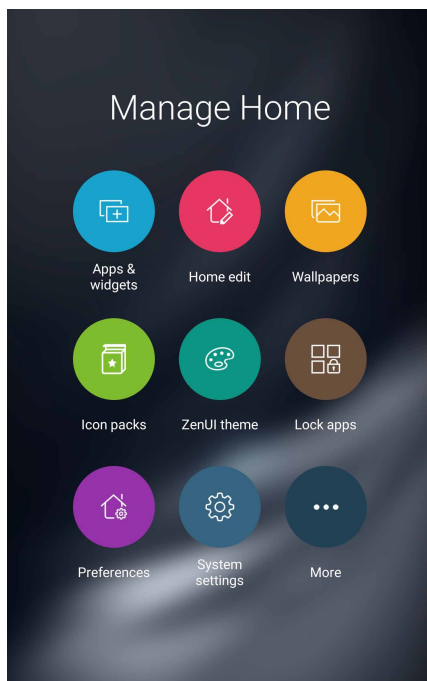 Manage Home
Apps &
widgets
Home edit
Wallpapers
Icon packs
ZenUI theme
Lock apps
Preferences
System
settings
More